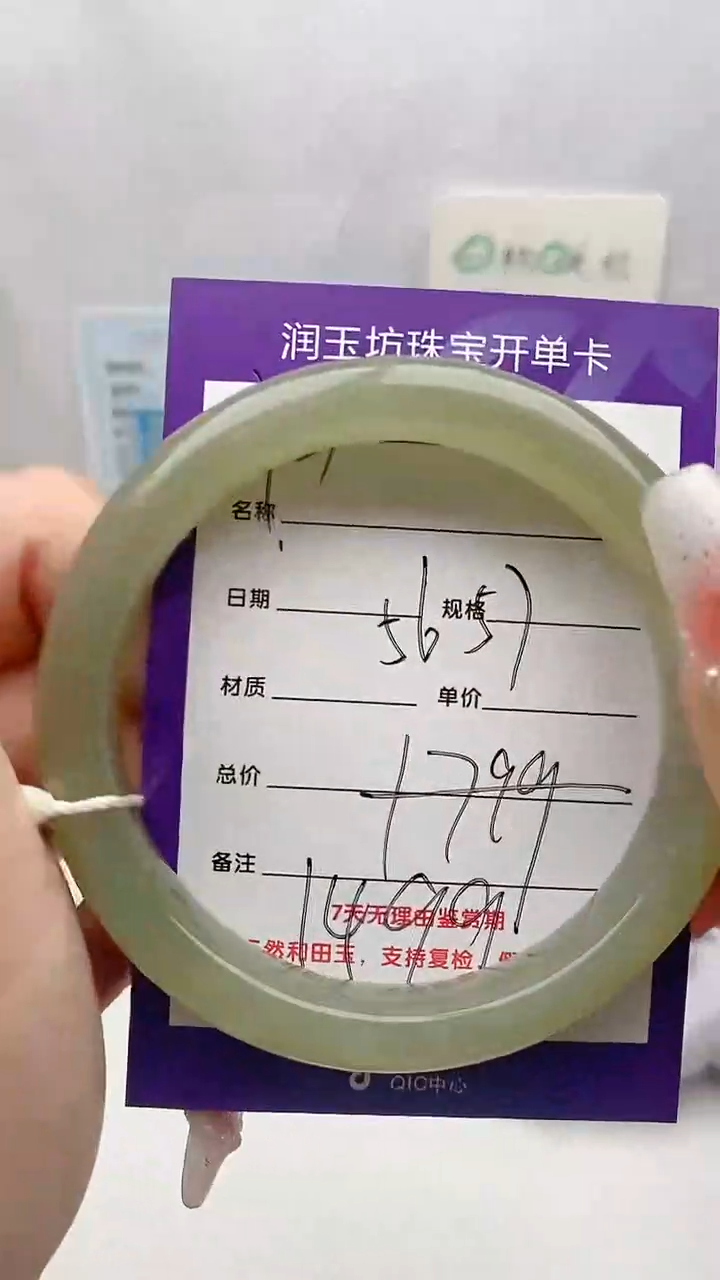 润玉坊珠宝开单卡
名称
日期 规格
56 57
材质 单价
总价 1799
备注 1499
7天无理由鉴赏期
然和田玉，支持复检，
QIC中心